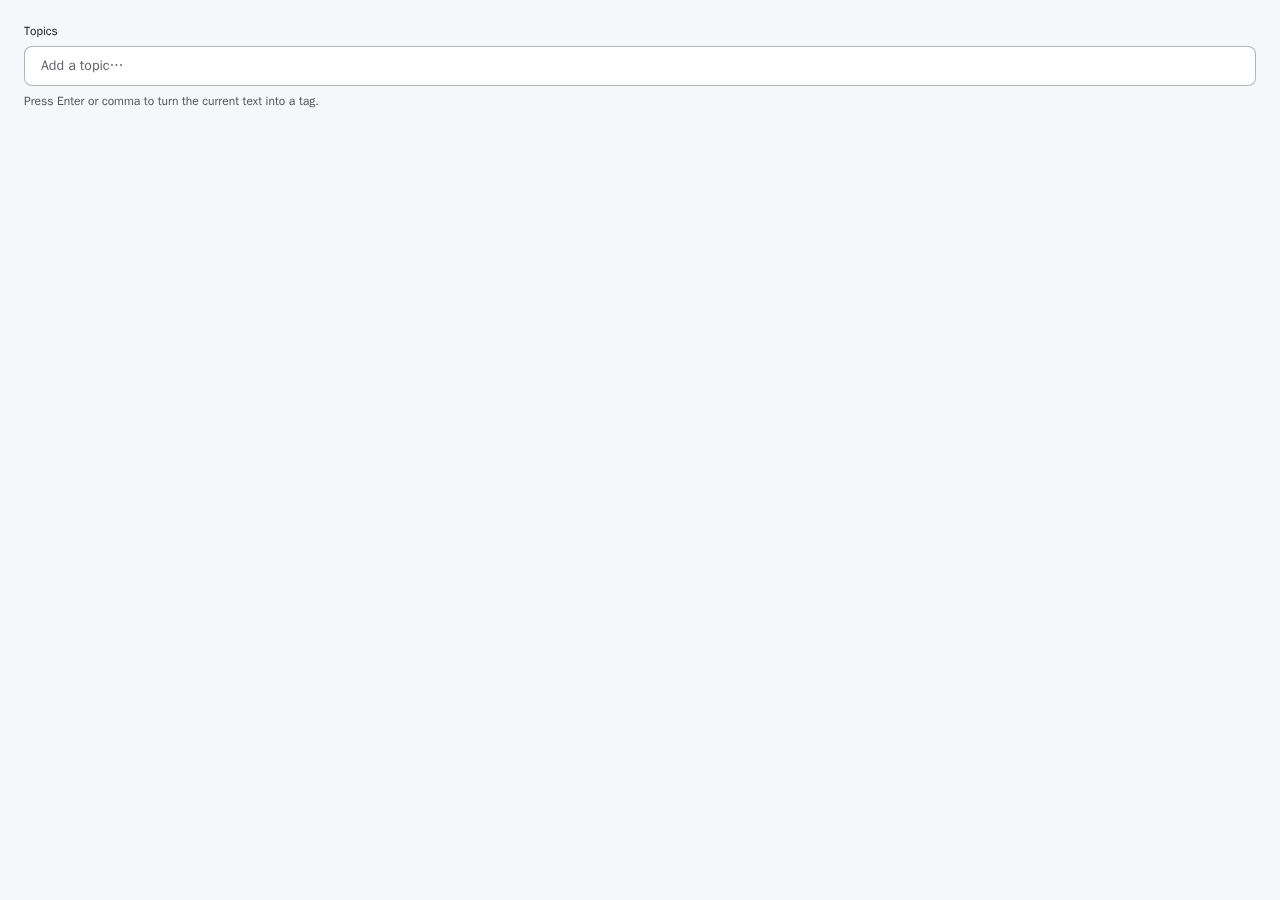 Topics
Add a topic…
Press Enter or comma to turn the current text into a tag.